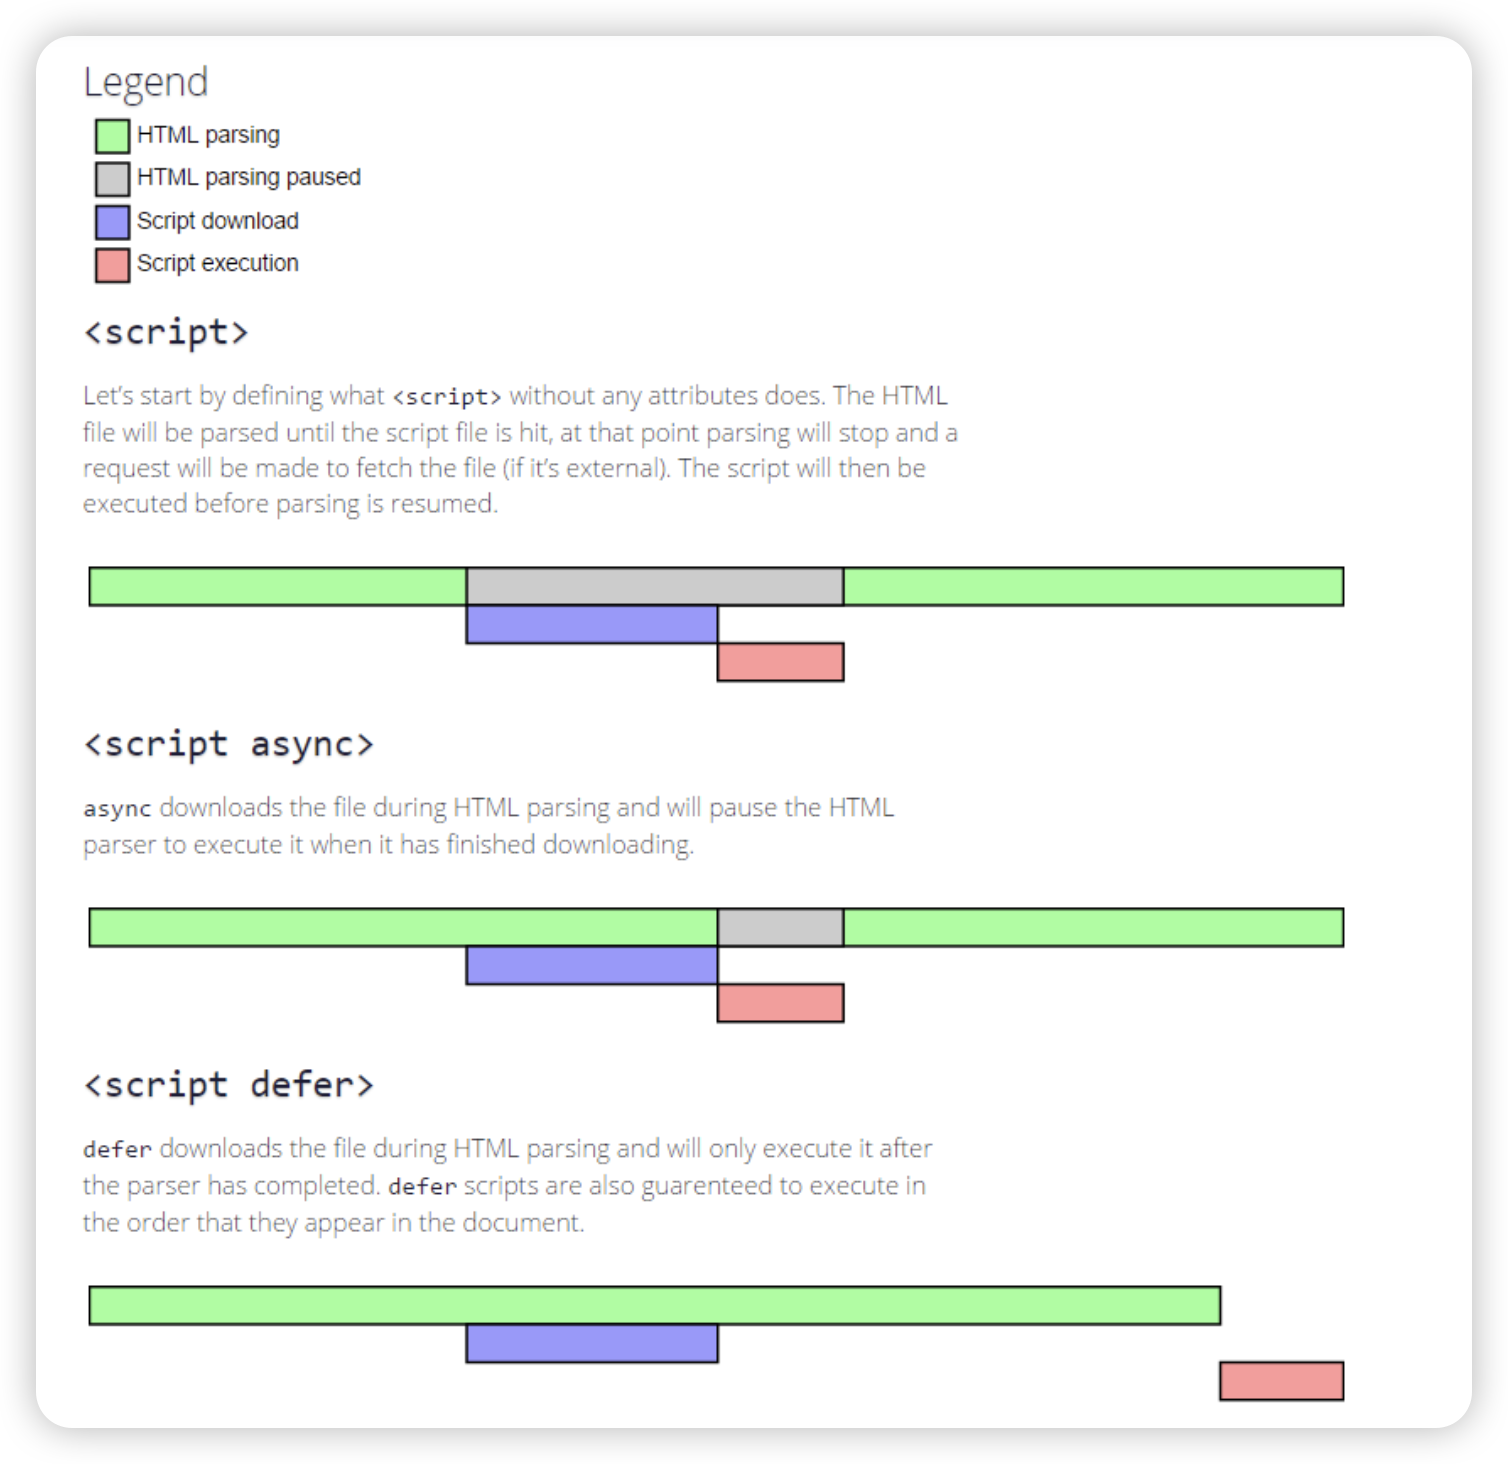 Legend
HTML parsing
HTML parsing paused
Script download
Script execution
<script>
Let's start by defining what <script> without any attributes does. The HTML
file will be parsed until the script file is hit, at that point parsing will stop and a
request will be made to fetch the file (if it's external). The script will then be
executed before parsing is resumed.
<script async>
async downloads the file during HTML parsing and will pause the HTML
parser to execute it when it has finished downloading.
<script defer>
defer downloads the file during HTML parsing and will only execute it after
the parser has completed. defer scripts are also guarenteed to execute in
the order that they appear in the document.